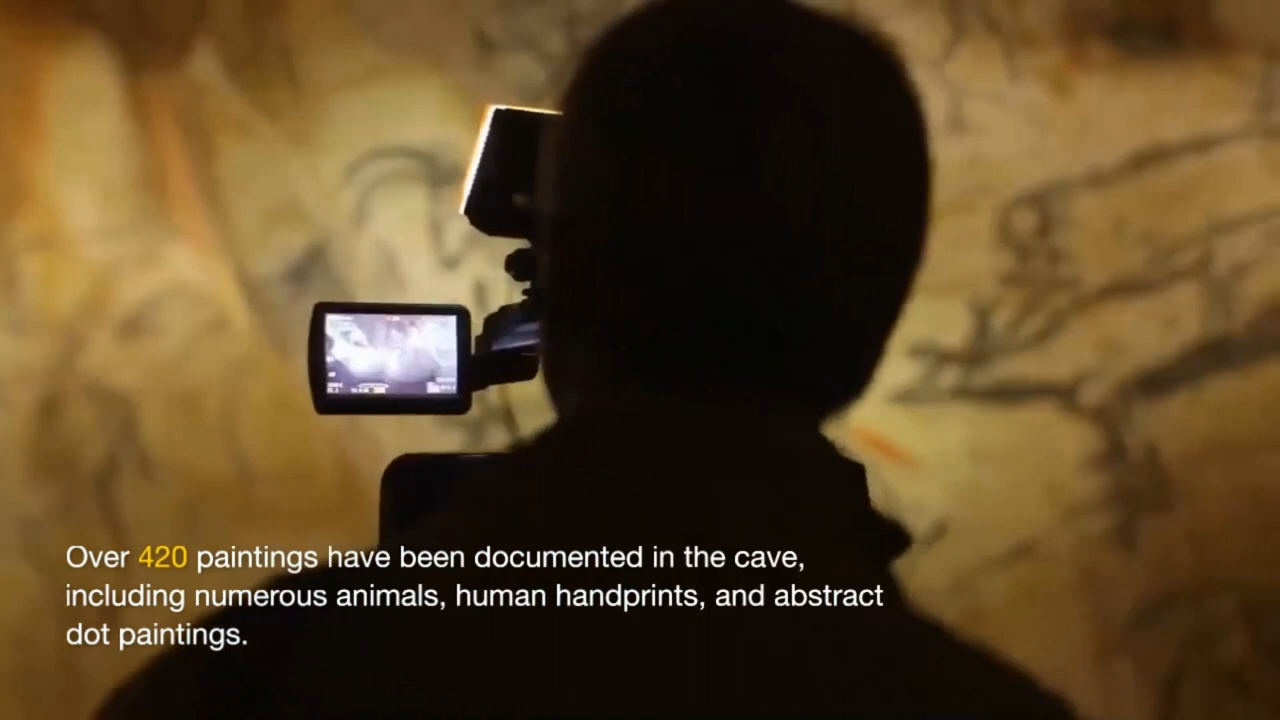 Over 420 paintings have been documented in the cave,
including numerous animals, human handprints, and abstract
dot paintings.